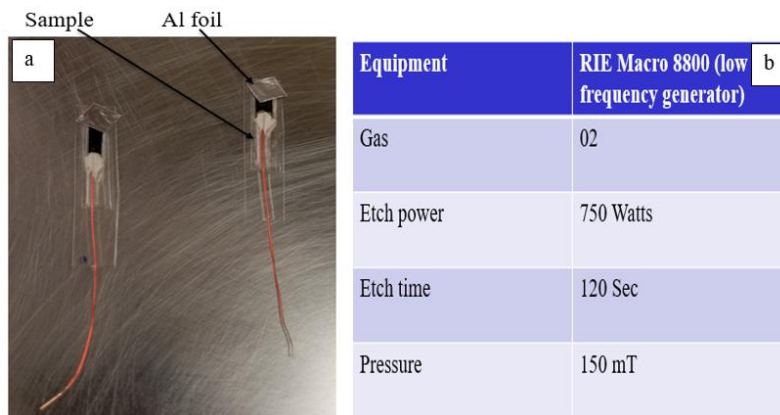 Sample
Al foil
a
Equipment
RIE Macro 8800 (low
frequency generator)
b
Gas
02
Etch power
750 Watts
Etch time
120 Sec
Pressure
150 mT